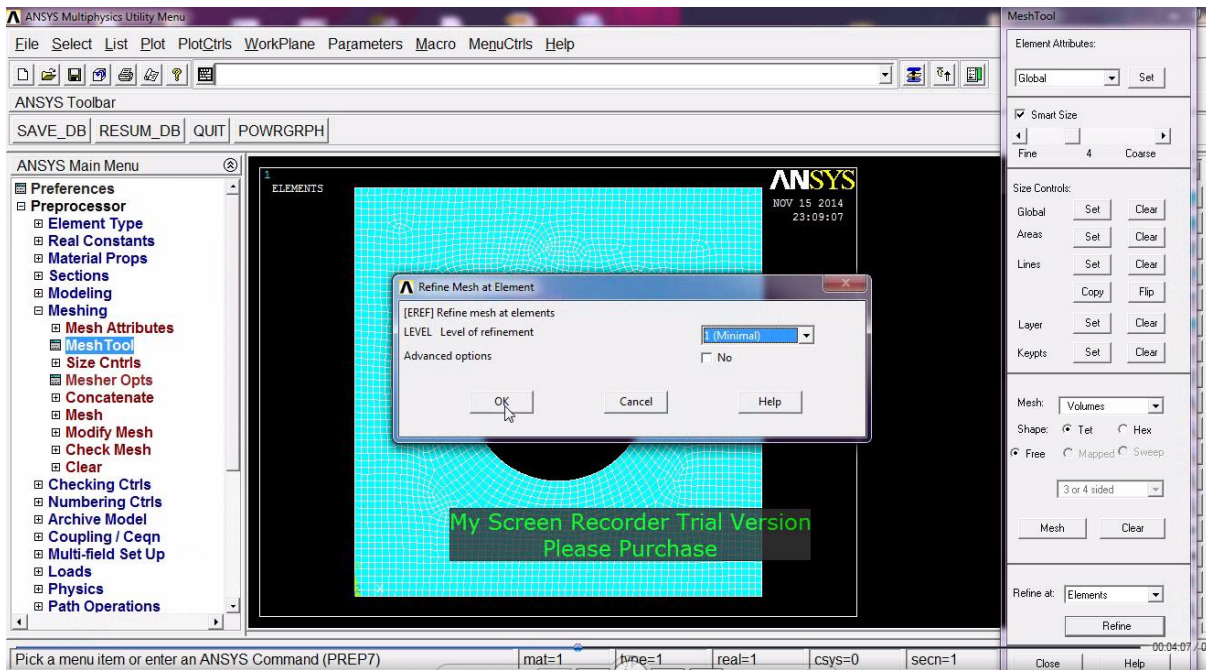 ANSYS Multiphysics Utility Menu
File Select List Plot PlotCtrls WorkPlane Parameters Macro MenuCtrls Help
ANSYS Toolbar
SAVE_DB RESUM_DB QUIT POWRGRPH
ANSYS Main Menu
Preferences
Preprocessor
Element Type
Real Constants
Material Props
Sections
Modeling
Meshing
Mesh Attributes
MeshTool
Size Cntrls
Mesher Opts
Concatenate
Mesh
Modify Mesh
Check Mesh
Clear
Checking Ctrls
Numbering Ctrls
Archive Model
Coupling / Ceqn
Multi-field Set Up
Loads
Physics
Path Operations
1
ELEMENTS
ANSYS
NOV 15 2014
23:09:07
Refine Mesh at Element
[EREF] Refine mesh at elements
LEVEL Level of refinement 1 (Minimal)
Advanced options No
OK Cancel Help
My Screen Recorder Trial Version
Please Purchase
X
MeshTool
Element Attributes:
Global Set
Smart Size
Fine 4 Coarse
Size Controls:
Global Set Clear
Areas Set Clear
Lines Set Clear
Copy Flip
Layer Set Clear
Keypts Set Clear
Mesh: Volumes
Shape: Tet Hex
Free Mapped Sweep
3 or 4 sided
Mesh Clear
Refine at: Elements
Refine
Close Help
00:04:07
Pick a menu item or enter an ANSYS Command (PREP7) mat=1 type=1 real=1 csys=0 secn=1